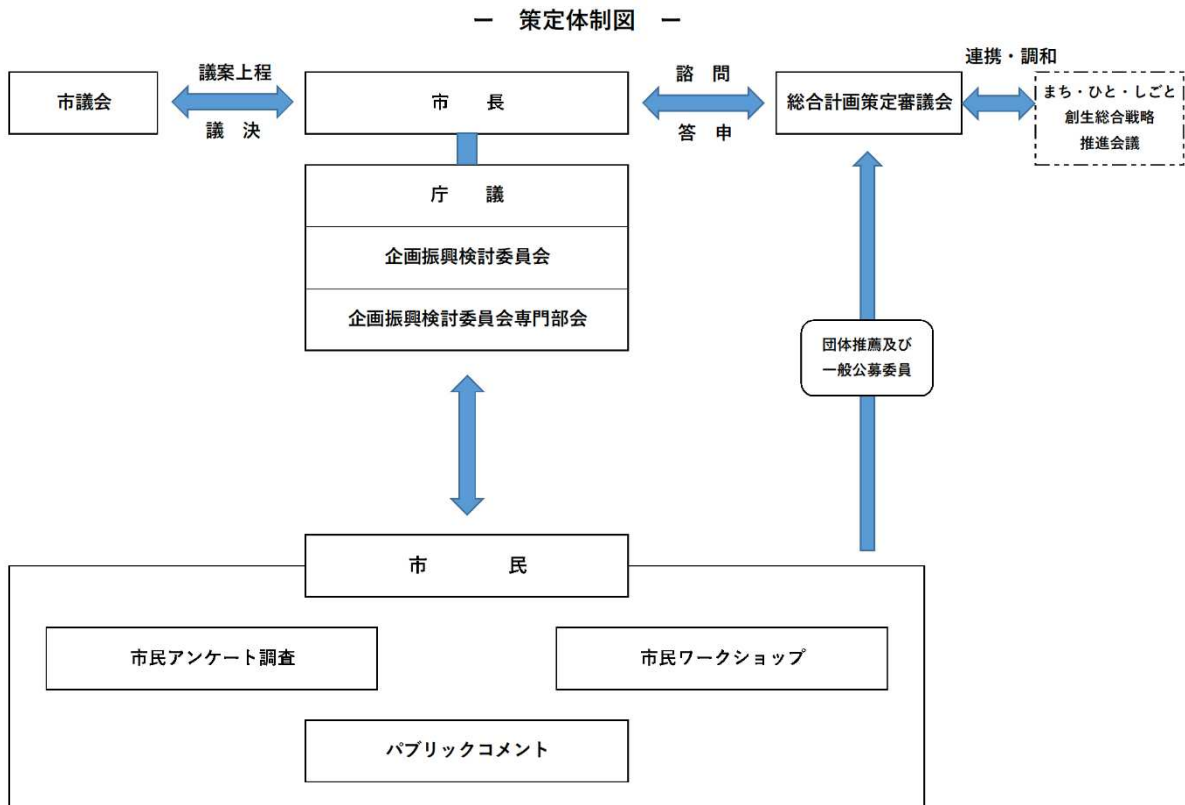 ー 策定体制図 ー
市議会
議案上程
議 決
市 長
諮 問
答 申
総合計画策定審議会
連携・調和
まち・ひと・しごと
創生総合戦略
推進会議
庁 議
企画振興検討委員会
企画振興検討委員会専門部会
団体推薦及び
一般公募委員
市 民
市民アンケート調査
市民ワークショップ
パブリックコメント